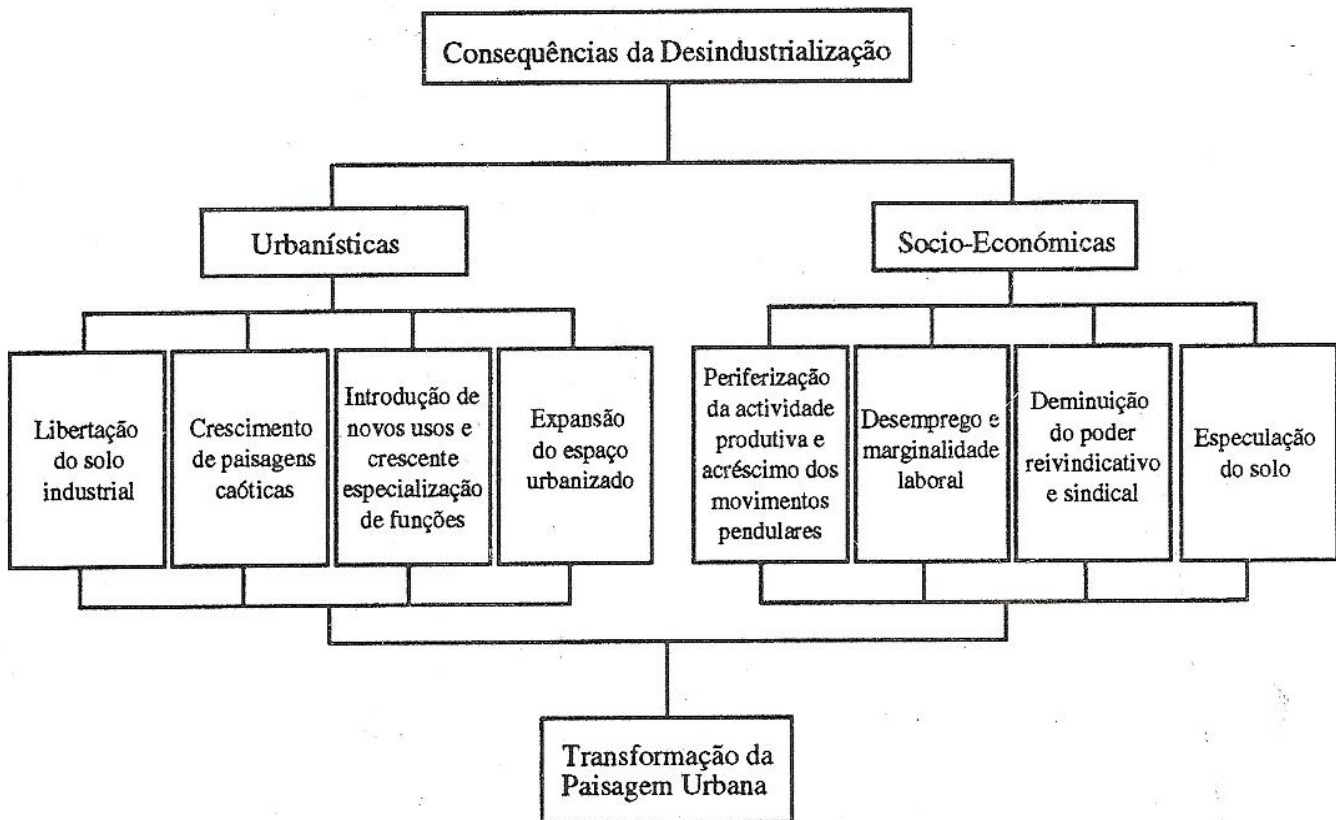 Consequências da Desindustrialização
Urbanísticas
Socio-Económicas
Libertação
do solo
industrial
Crescimento
de paisagens
caóticas
Introdução de
novos usos e
crescente
especialização
de funções
Expansão
do espaço
urbanizado
Periferização
da actividade
produtiva e
acréscimo dos
movimentos
pendulares
Desemprego e
marginalidade
laboral
Deminuição
do poder
reivindicativo
e sindical
Especulação
do solo
Transformação da
Paisagem Urbana